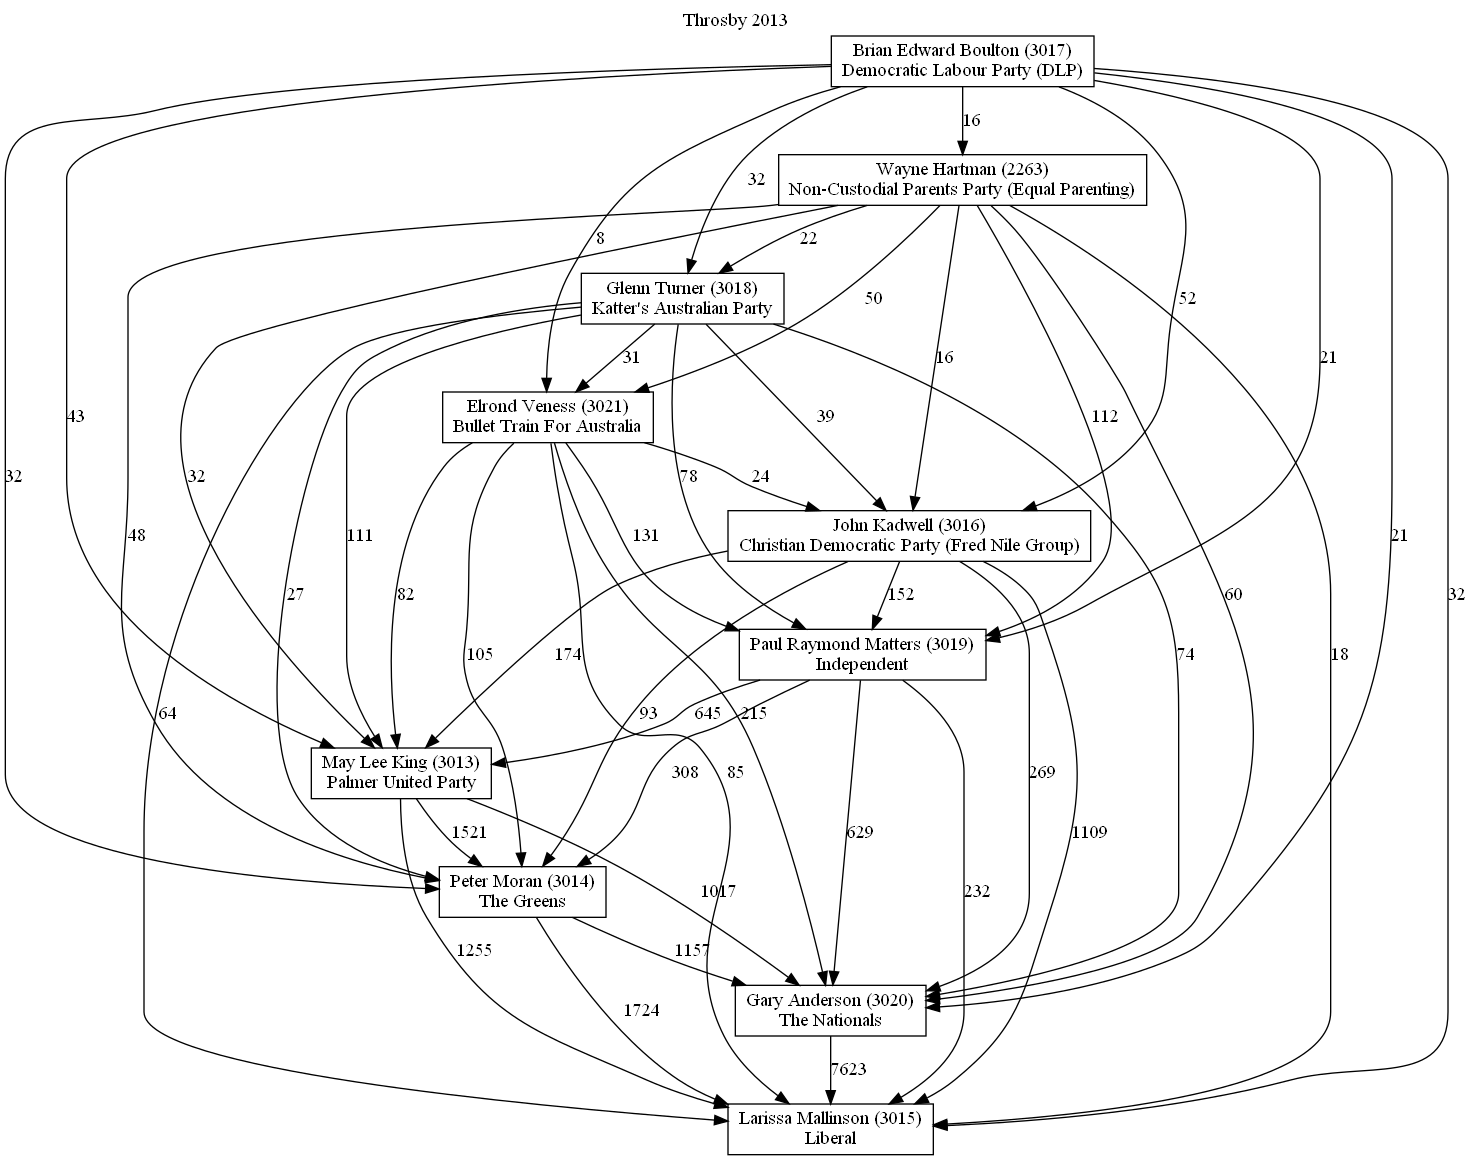 Throsby 2013
Brian Edward Boulton (3017)
Democratic Labour Party (DLP)
16
Wayne Hartman (2263)
Non-Custodial Parents Party (Equal Parenting)
32
8
22
Glenn Turner (3018)
Katter's Australian Party
50
52
31
16
21
Elrond Veness (3021)
Bullet Train For Australia
43
39
112
32
32
78
24
John Kadwell (3016)
Christian Democratic Party (Fred Nile Group)
48
111
131
21
27
82
152
60
Paul Raymond Matters (3019)
Independent
105
174
74
18
64
93
645
215
May Lee King (3013)
Palmer United Party
308
85
269
1521
629
1109
Peter Moran (3014)
The Greens
1017
232
1255
1157
Gary Anderson (3020)
The Nationals
1724
7623
Larissa Mallinson (3015)
Liberal
32